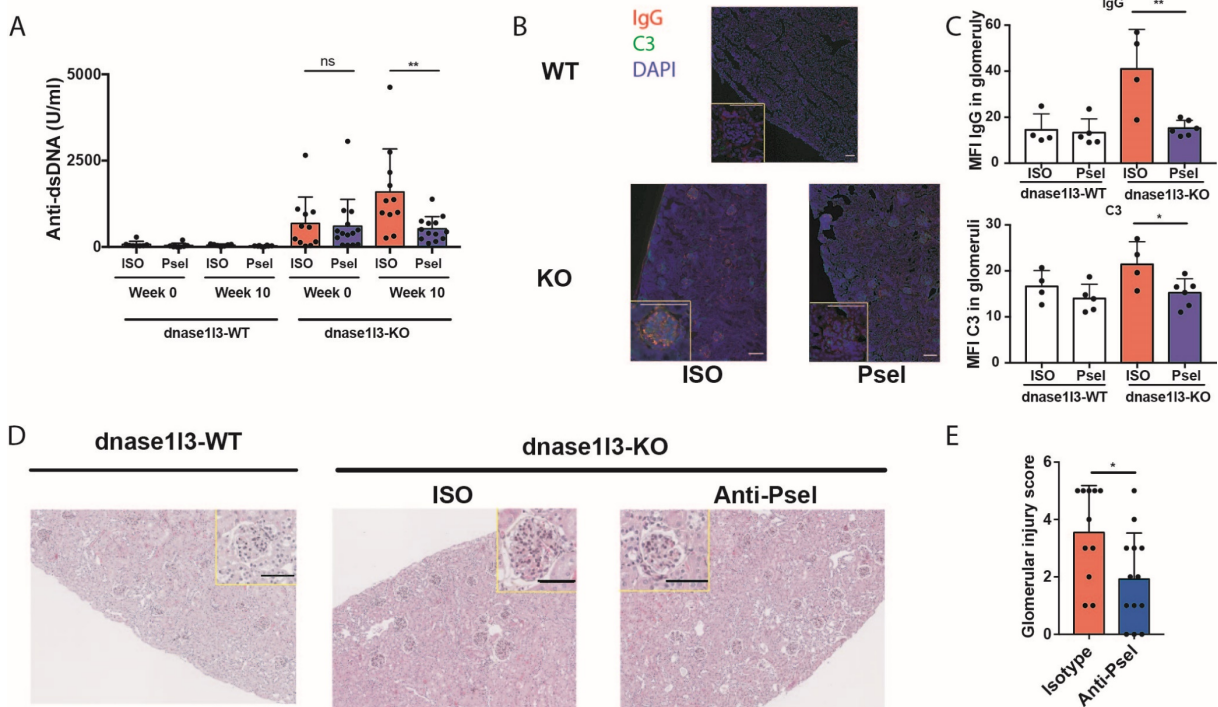 A
Anti-dsDNA (U/ml)
5000
2500
0
ns
**
ISO Psel ISO Psel ISO Psel ISO Psel
Week 0 Week 10 Week 0 Week 10
dnase1l3-WT dnase1l3-KO
B
IgG
C3
DAPI
WT
KO
ISO Psel
C
IgG
**
MFI IgG in glomeruly
60
40
20
0
ISO Psel ISO Psel
dnase1l3-WT dnase1l3-KO
C3
*
MFI C3 in glomeruli
30
20
10
0
ISO Psel ISO Psel
dnase1l3-WT dnase1l3-KO
D
dnase1l3-WT dnase1l3-KO
ISO Anti-Psel
E
*
Glomerular injury score
6
4
2
0
Isotype Anti-Psel